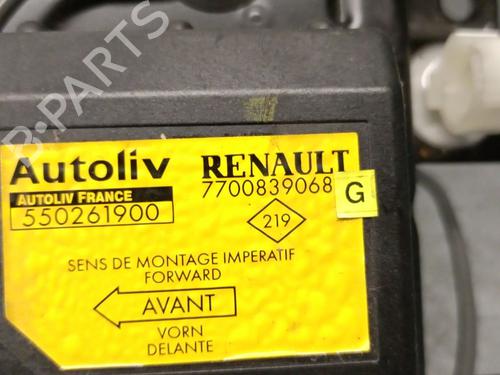 B-PARTS
Autoliv
AUTOLIV FRANCE
550261900
RENAULT
7700839068
G
219
SENS DE MONTAGE IMPERATIF
FORWARD
AVANT
VORN
DELANTE